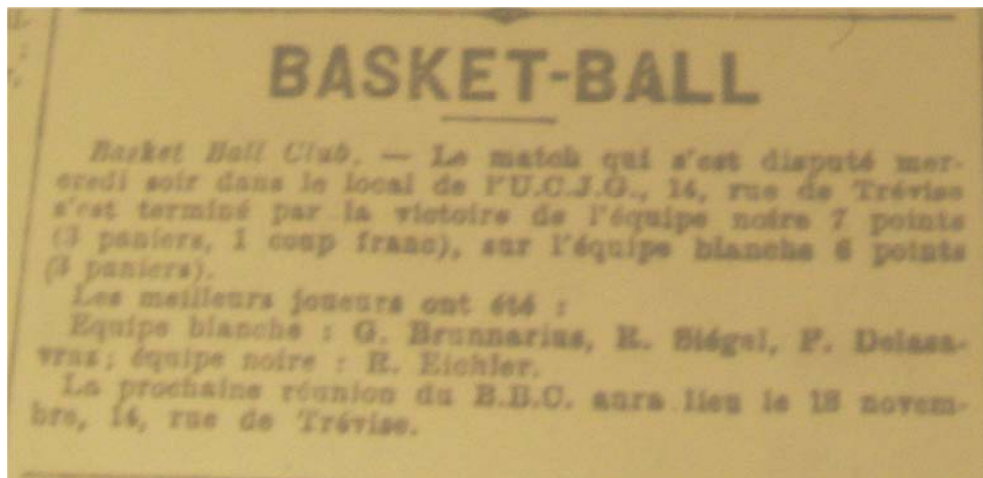 BASKET-BALL
Basket Ball Club. — Le match qui s'est disputé mer-
credi soir dans le local de l'U.C.J.G., 14, rue de Trévise
s'est terminé par la victoire de l'équipe noire 7 points
(3 paniers, 1 coup franc), sur l'équipe blanche 6 points
(3 paniers).
Les meilleurs joueurs ont été :
Equipe blanche : G. Brunnarius, R. Siégel, F.
équipe noire : R. Eichler.
La prochaine réunion du B.B.C. aura lieu le 18 novem-
bre, 14, rue de Trévise.